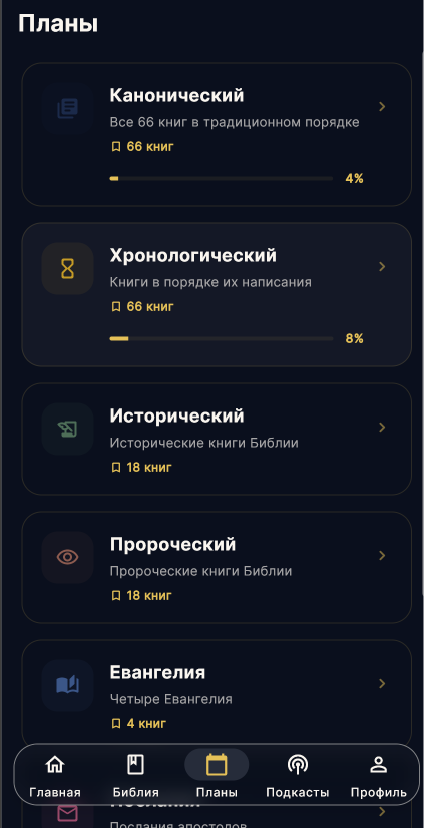 Планы
Канонический
Все 66 книг в традиционном порядке
66 книг
4%
Хронологический
Книги в порядке их написания
66 книг
8%
Исторический
Исторические книги Библии
18 книг
Пророческий
Пророческие книги Библии
18 книг
Евангелия
Четыре Евангелия
4 книг
Главная Библия Планы Подкасты Профиль
Послания апостолов